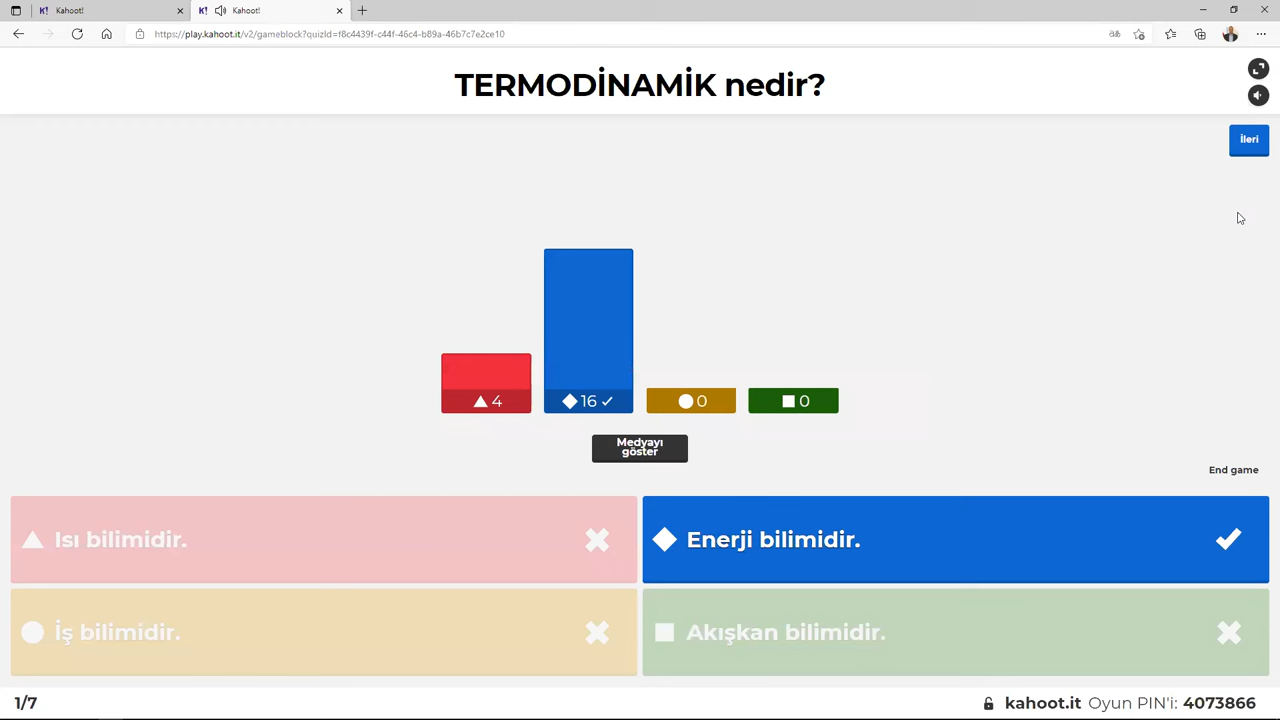 Kahoot!
Kahoot!
https://play.kahoot.it/v2/gameblock?quizId=f8c4439f-c44f-46c4-b89a-46b7c7e2ce10
TERMODİNAMİK nedir?
İleri
4
16
0
0
Medyayı
göster
End game
Isı bilimidir.
Enerji bilimidir.
İş bilimidir.
Akışkan bilimidir.
1/7
kahoot.it Oyun PIN'i: 4073866